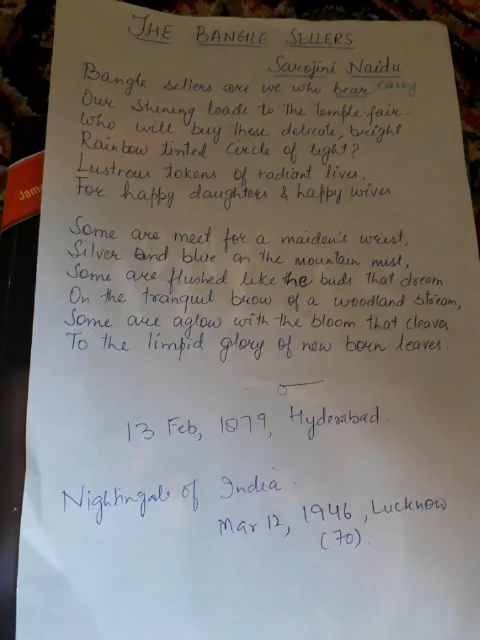 THE BANGLE SELLERS
Sarojini Naidu.
Bangle sellers are we who bear carry
Our shining loads to the temple fair..
Who will buy these delicate, bright
Rainbow tinted circle of light?
Lustrous tokens of radiant lives.
For happy daughters & happy wives.
Some are meet for a maiden's wrist,
Silver and blue on the mountain mist,
Some are flushed like the buds that dream
On the tranquil brow of a woodland stream,
Some are aglow with the bloom that cleaves
To the limpid glory of new born leaves.
13 Feb, 1879, Hyderabad
Nightingale of India.
Mar 12, 1946, Lucknow
(70).
Jam